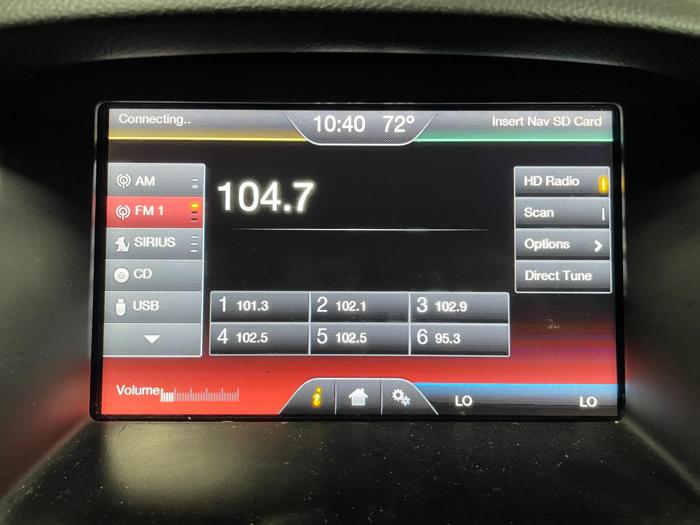 Connecting..
10:40 72°
Insert Nav SD Card
AM
FM 1
SIRIUS
CD
USB
104.7
HD Radio
Scan
Options
Direct Tune
1 101.3
2 102.1
3 102.9
4 102.5
5 102.5
6 95.3
Volume
i
LO
LO